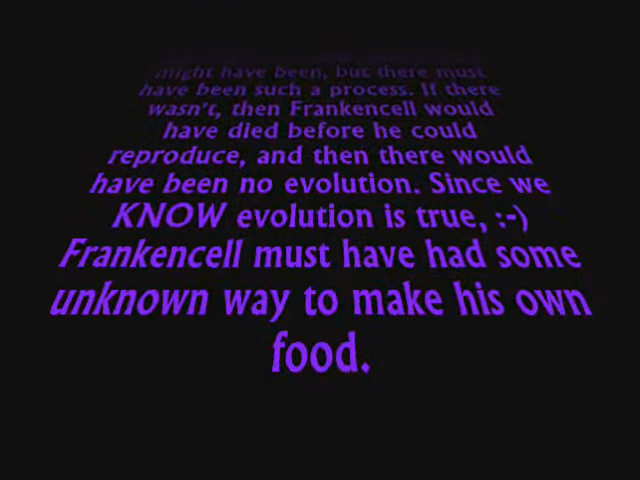 might have been, but there must
have been such a process. If there
wasn't, then Frankencell would
have died before he could
reproduce, and then there would
have been no evolution. Since we
KNOW evolution is true, :-)
Frankencell must have had some
unknown way to make his own
food.